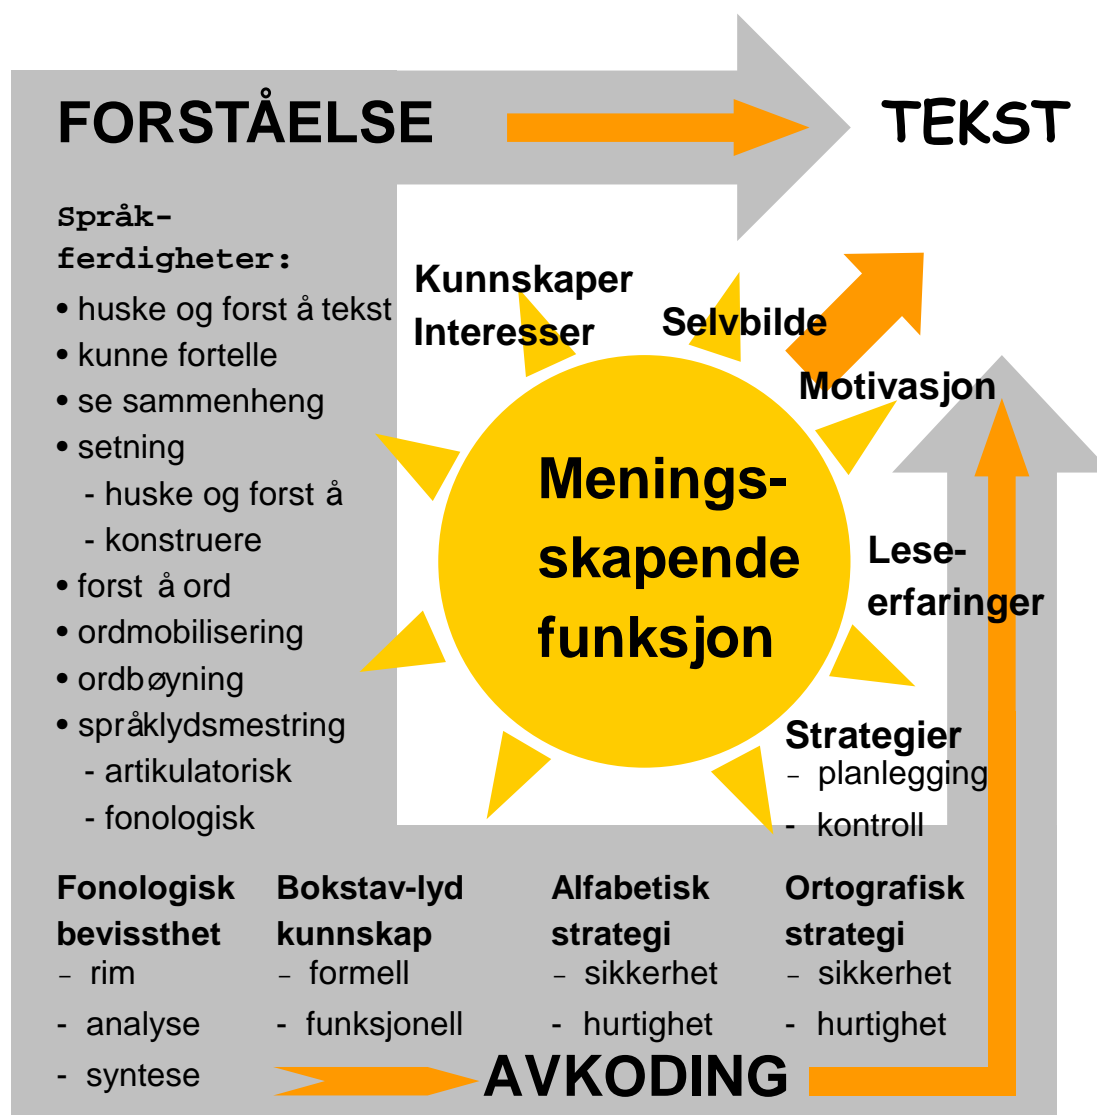 FORSTÅELSE
TEKST
Språk-
ferdigheter:
• huske og forst å tekst
• kunne fortelle
• se sammenheng
• setning
- huske og forst å
- konstruere
• forst å ord
• ordmobilisering
• ordbøyning
• språklydsmestring
- artikulatorisk
- fonologisk
Kunnskaper
Interesser
Selvbilde
Motivasjon
Menings-
skapende
funksjon
Lese-
erfaringer
Strategier
- planlegging
- kontroll
Fonologisk
bevissthet
- rim
- analyse
- syntese
Bokstav-lyd
kunnskap
- formell
- funksjonell
Alfabetisk
strategi
- sikkerhet
- hurtighet
Ortografisk
strategi
- sikkerhet
- hurtighet
AVKODING